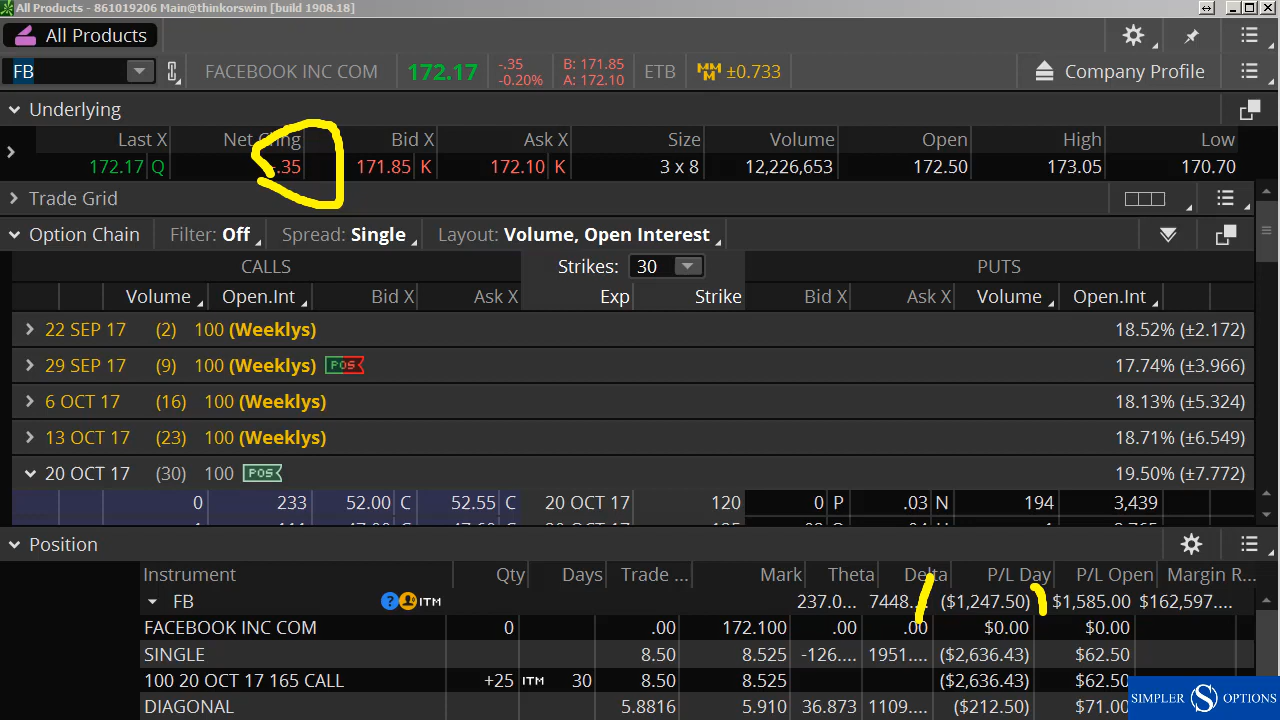 All Products - 861019206 Main@thinkorswim [build 1908.18]
All Products
FB FACEBOOK INC COM 172.17 -.35 -0.20% B: 171.85 A: 172.10 ETB MMM ±0.733 Company Profile
Underlying
Last X Net Chng Bid X Ask X Size Volume Open High Low
172.17 Q -.35 171.85 K 172.10 K 3 x 8 12,226,653 172.50 173.05 170.70
Trade Grid
Option Chain Filter: Off Spread: Single Layout: Volume, Open Interest
CALLS Strikes: 30 PUTS
Volume Open.Int Bid X Ask X Exp Strike Bid X Ask X Volume Open.Int
22 SEP 17 (2) 100 (Weeklys) 18.52% (±2.172)
29 SEP 17 (9) 100 (Weeklys) POS 17.74% (±3.966)
6 OCT 17 (16) 100 (Weeklys) 18.13% (±5.324)
13 OCT 17 (23) 100 (Weeklys) 18.71% (±6.549)
20 OCT 17 (30) 100 POS 19.50% (±7.772)
0 233 52.00 C 52.55 C 20 OCT 17 120 0 P .03 N 194 3,439
Position
Instrument Qty Days Trade ... Mark Theta Delta P/L Day P/L Open Margin R...
FB ? ITM 237.0... 7448... ($1,247.50) $1,585.00 $162,597....
FACEBOOK INC COM 0 .00 172.100 .00 .00 $0.00 $0.00
SINGLE 8.50 8.525 -126.... 1951.... ($2,636.43) $62.50
100 20 OCT 17 165 CALL +25 ITM 30 8.50 8.525 ($2,636.43) $62.50
DIAGONAL 5.8816 5.910 36.873 1109.... ($212.50) $71.00
SIMPLER S OPTIONS